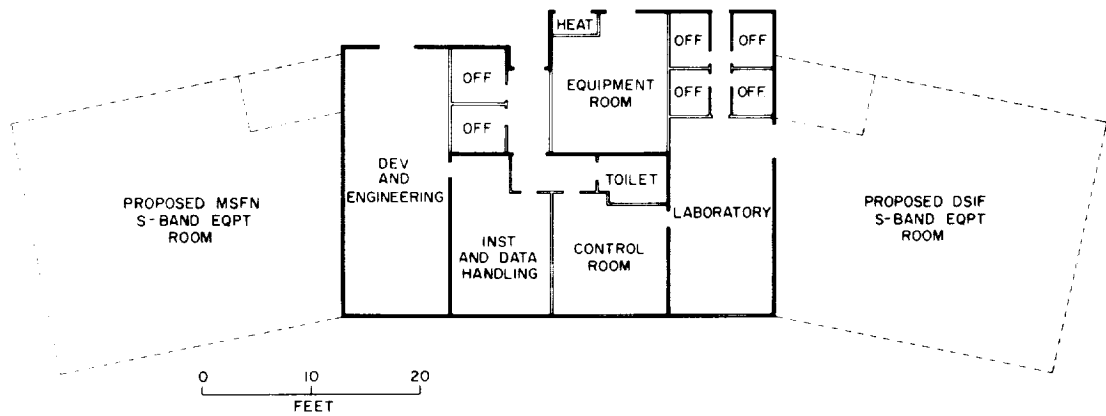 HEAT
OFF
OFF
OFF
OFF
OFF
OFF
EQUIPMENT
ROOM
DEV
AND
ENGINEERING
TOILET
PROPOSED MSFN
S-BAND EQPT
ROOM
LABORATORY
PROPOSED DSIF
S-BAND EQPT
ROOM
INST
AND DATA
HANDLING
CONTROL
ROOM
0 10 20
FEET